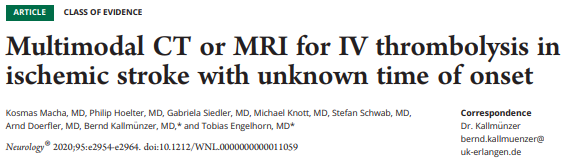 ARTICLE CLASS OF EVIDENCE
Multimodal CT or MRI for IV thrombolysis in
ischemic stroke with unknown time of onset
Kosmas Macha, MD, Philip Hoelter, MD, Gabriela Siedler, MD, Michael Knott, MD, Stefan Schwab, MD,
Arnd Doerfler, MD, Bernd Kallmünzer, MD,* and Tobias Engelhorn, MD*
Neurology® 2020;95:e2954-e2964. doi:10.1212/WNL.0000000000011059
Correspondence
Dr. Kallmünzer
bernd.kallmuenzer@
uk-erlangen.de